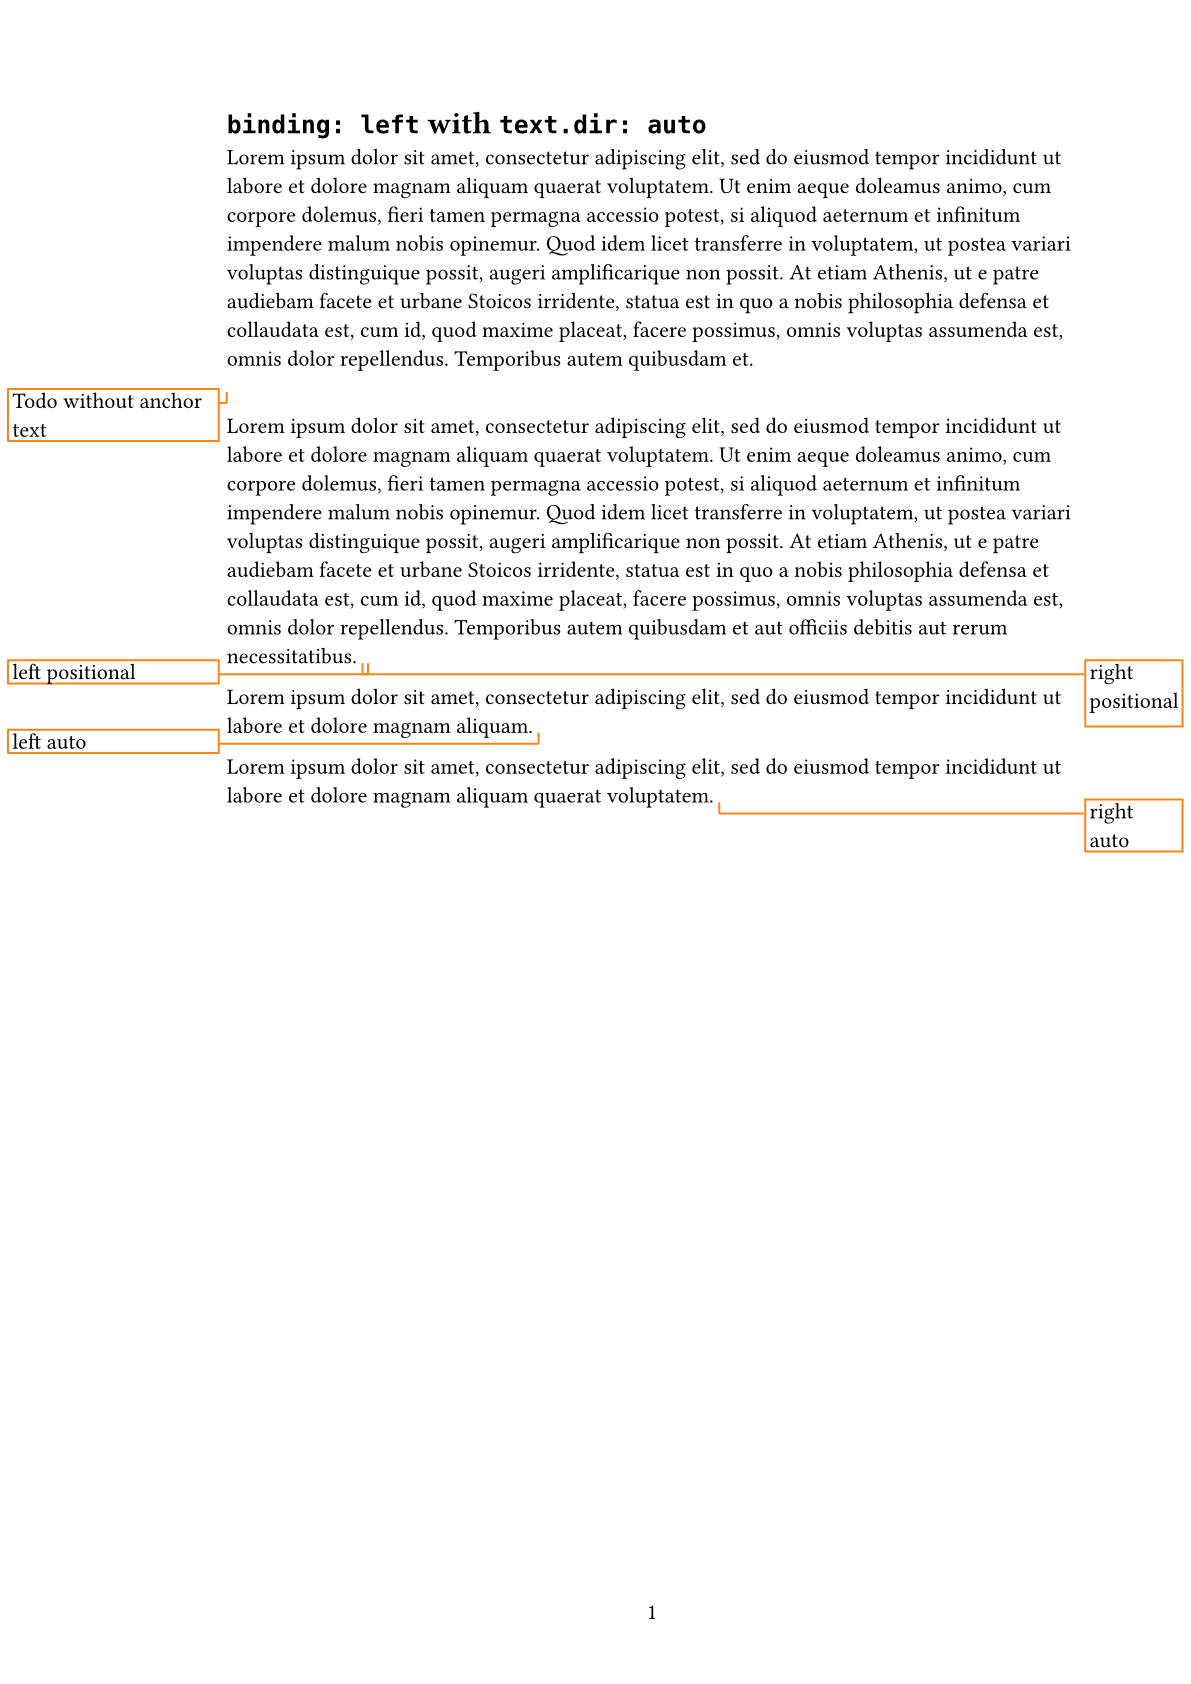 binding: left with text.dir: auto
Lorem ipsum dolor sit amet, consectetur adipiscing elit, sed do eiusmod tempor incididunt ut
labore et dolore magnam aliquam quaerat voluptatem. Ut enim aeque doleamus animo, cum
corpore dolemus, fieri tamen permagna accessio potest, si aliquod aeternum et infinitum
impendere malum nobis opinemur. Quod idem licet transferre in voluptatem, ut postea variari
voluptas distinguique possit, augeri amplificarique non possit. At etiam Athenis, ut e patre
audiebam facete et urbane Stoicos irridente, statua est in quo a nobis philosophia defensa et
collaudata est, cum id, quod maxime placeat, facere possimus, omnis voluptas assumenda est,
omnis dolor repellendus. Temporibus autem quibusdam et.
Todo without anchor
text
Lorem ipsum dolor sit amet, consectetur adipiscing elit, sed do eiusmod tempor incididunt ut
labore et dolore magnam aliquam quaerat voluptatem. Ut enim aeque doleamus animo, cum
corpore dolemus, fieri tamen permagna accessio potest, si aliquod aeternum et infinitum
impendere malum nobis opinemur. Quod idem licet transferre in voluptatem, ut postea variari
voluptas distinguique possit, augeri amplificarique non possit. At etiam Athenis, ut e patre
audiebam facete et urbane Stoicos irridente, statua est in quo a nobis philosophia defensa et
collaudata est, cum id, quod maxime placeat, facere possimus, omnis voluptas assumenda est,
omnis dolor repellendus. Temporibus autem quibusdam et aut officiis debitis aut rerum
necessitatibus.
left positional
right
positional
Lorem ipsum dolor sit amet, consectetur adipiscing elit, sed do eiusmod tempor incididunt ut
labore et dolore magnam aliquam.
left auto
Lorem ipsum dolor sit amet, consectetur adipiscing elit, sed do eiusmod tempor incididunt ut
labore et dolore magnam aliquam quaerat voluptatem.
right
auto
1